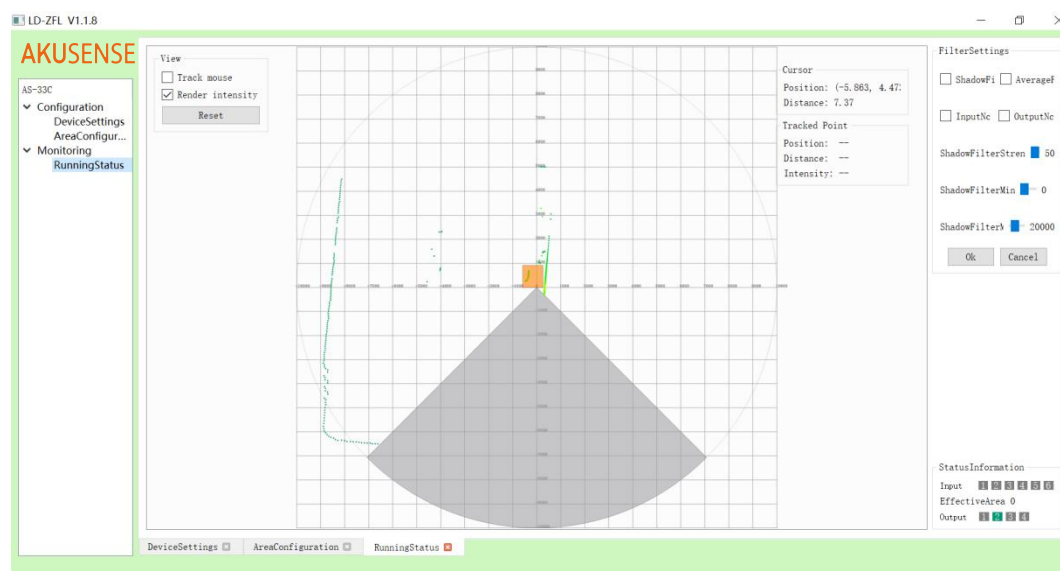 LD-ZFL V1.1.8
AKUSENSE
AS-33C
Configuration
DeviceSettings
AreaConfigur...
Monitoring
RunningStatus
View
Track mouse
Render intensity
Reset
Cursor
Position: (-5.863, 4.47
Distance: 7.37
Tracked Point
Position: --
Distance: --
Intensity: --
FilterSettings
ShadowFi AverageF
InputNc OutputNc
ShadowFilterStren 50
ShadowFilterMin 0
ShadowFilterM 20000
Ok Cancel
StatusInformation
Input 1 2 3 4 5 6
EffectiveArea 0
Output 1 2 3 4
DeviceSettings AreaConfiguration RunningStatus